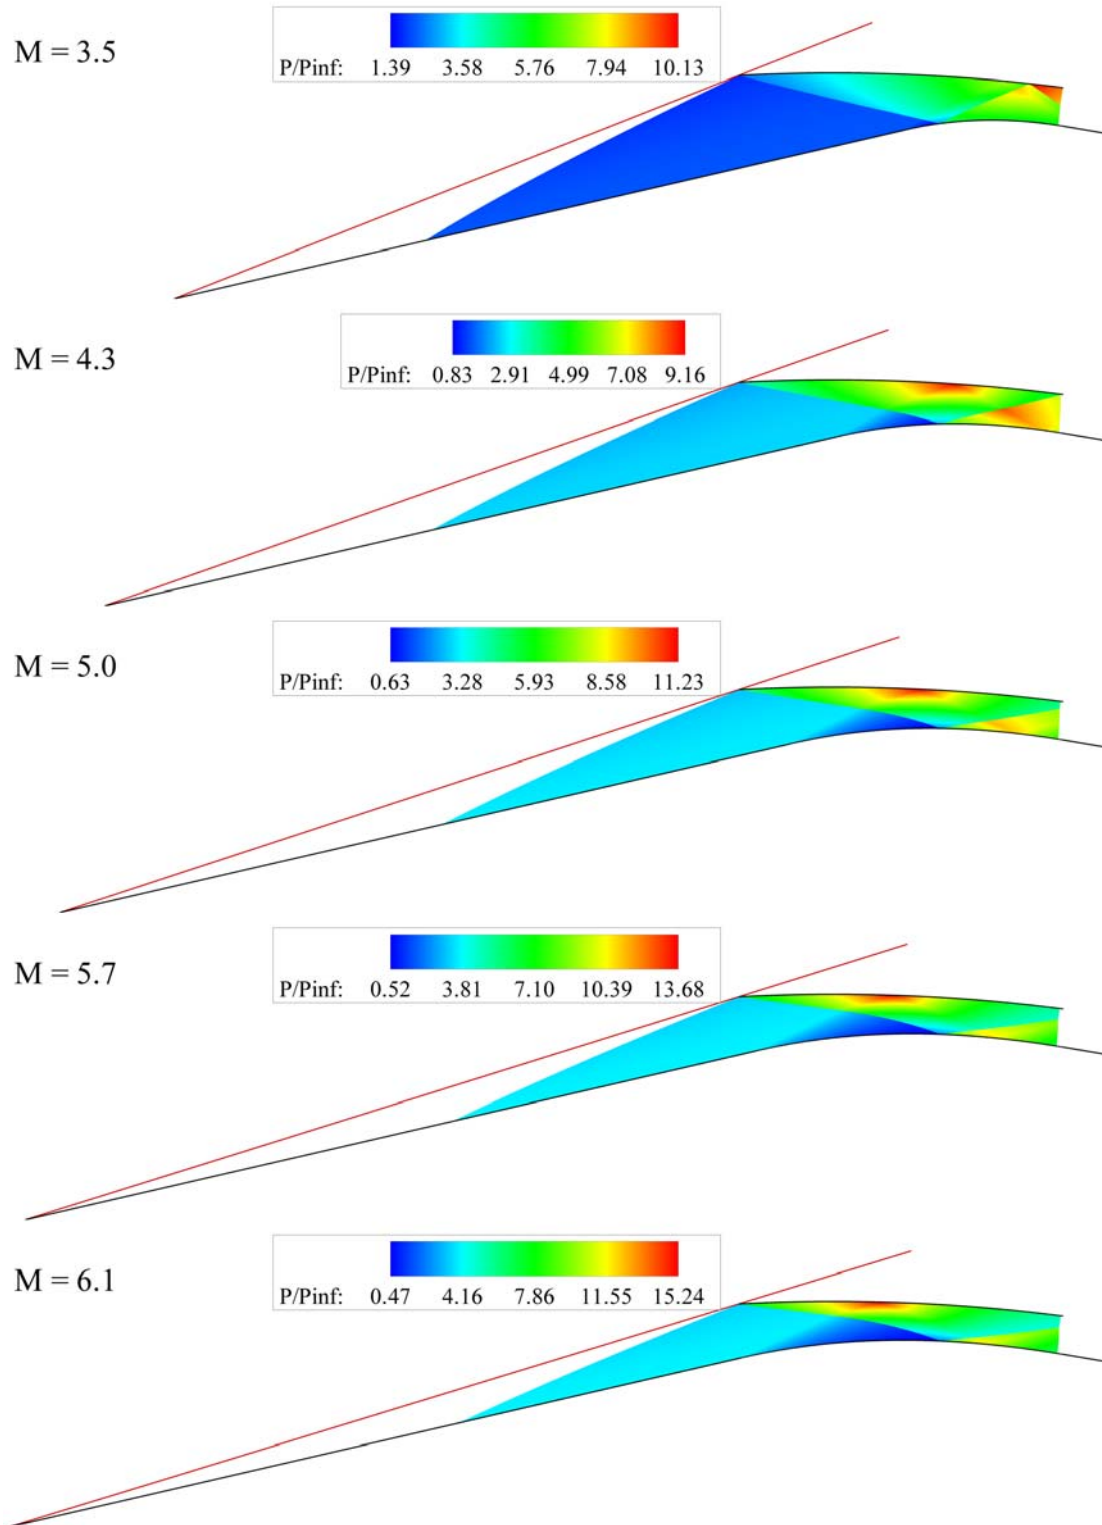 M = 3.5
P/Pinf: 1.39 3.58 5.76 7.94 10.13
M = 4.3
P/Pinf: 0.83 2.91 4.99 7.08 9.16
M = 5.0
P/Pinf: 0.63 3.28 5.93 8.58 11.23
M = 5.7
P/Pinf: 0.52 3.81 7.10 10.39 13.68
M = 6.1
P/Pinf: 0.47 4.16 7.86 11.55 15.24